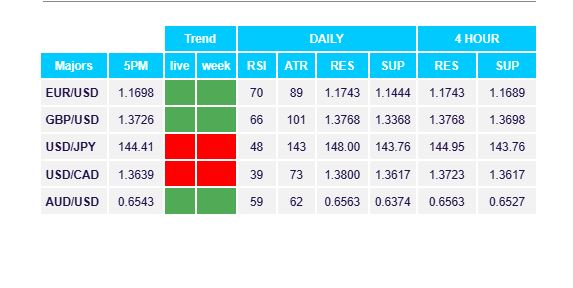 Trend DAILY 4 HOUR
Majors 5PM live week RSI ATR RES SUP RES SUP
EUR/USD 1.1698 70 89 1.1743 1.1444 1.1743 1.1689
GBP/USD 1.3726 66 101 1.3768 1.3368 1.3768 1.3698
USD/JPY 144.41 48 143 148.00 143.76 144.95 143.76
USD/CAD 1.3639 39 73 1.3800 1.3617 1.3723 1.3617
AUD/USD 0.6543 59 62 0.6563 0.6374 0.6563 0.6527